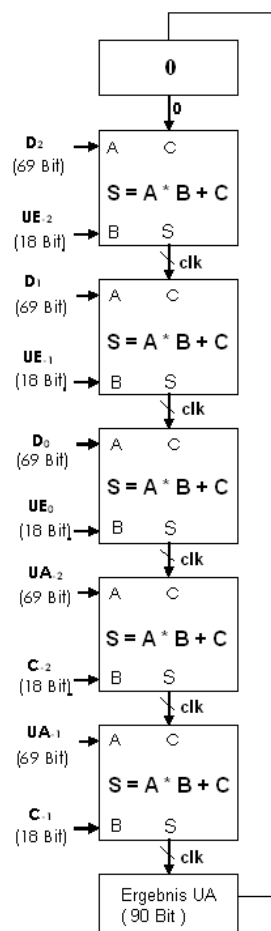 0
0
D2
(69 Bit)
A C
S = A * B + C
UE-2
(18 Bit)
B S
clk
D1
(69 Bit)
A C
S = A * B + C
UE-1
(18 Bit)
B S
clk
D0
(69 Bit)
A C
S = A * B + C
UE0
(18 Bit)
B S
clk
UA-2
(69 Bit)
A C
S = A * B + C
C-2
(18 Bit)
B S
clk
UA-1
(69 Bit)
A C
S = A * B + C
C-1
(18 Bit)
B S
clk
Ergebnis UA
( 90 Bit )